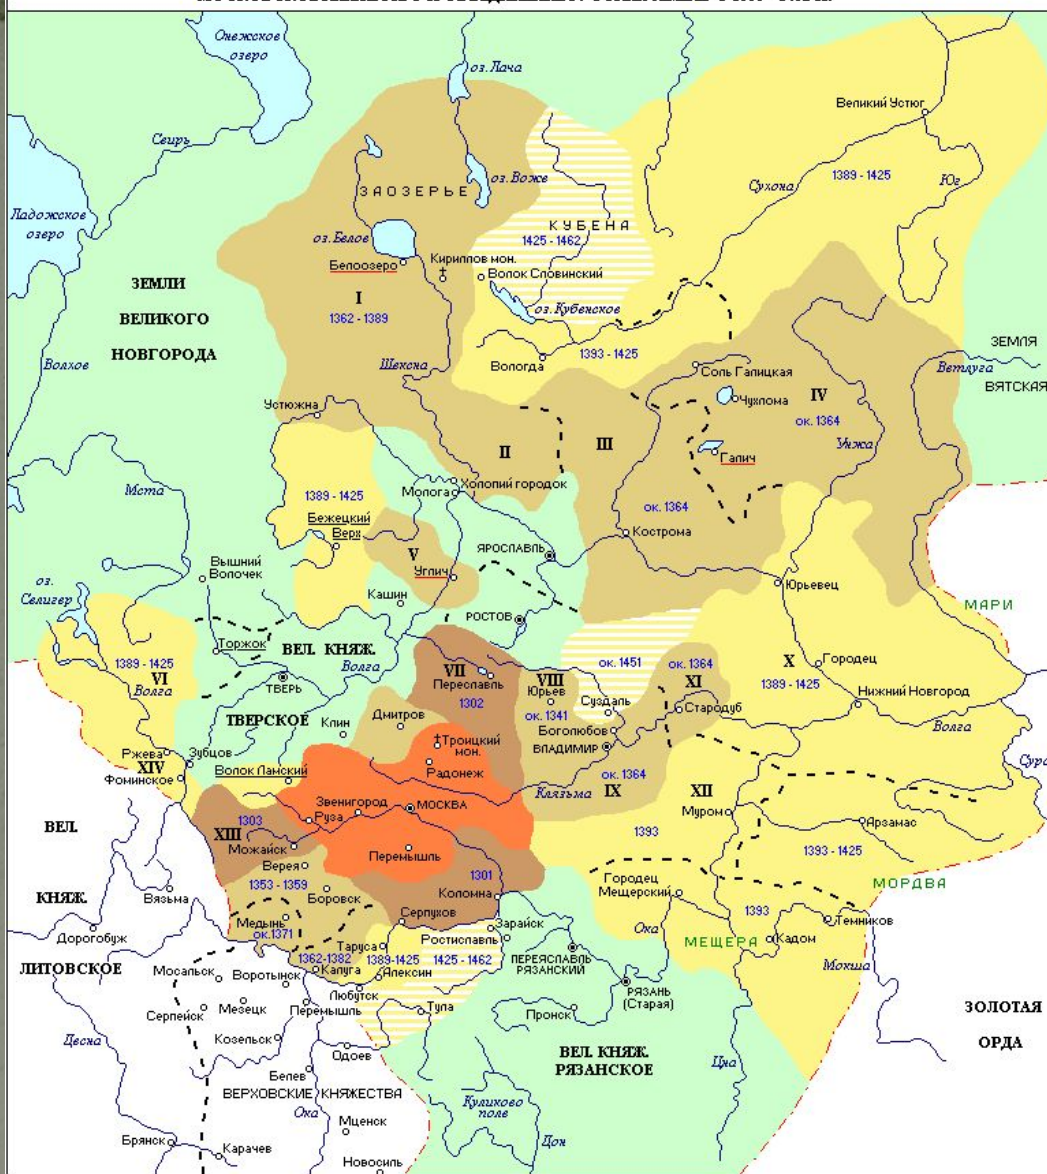 Онежское
озеро
оз. Лача
Великий Устюг
Свирь
оз. Воже
ЗАОЗЕРЬЕ
Сухона
1389 - 1425
Юг
Ладожское
озеро
КУБЕНА
1425 - 1462
оз. Белое
Белоозеро
Кириллов мон.
Волок Словинский
ЗЕМЛИ
ВЕЛИКОГО
НОВГОРОДА
I
1362 - 1389
оз. Кубенское
1393 - 1425
Вологда
Волхов
Шексна
ЗЕМЛЯ
ВЯТСКАЯ
Ветлуга
Соль Галицкая
Чухлома
IV
ок. 1364
Устюжна
II
III
Галич
Унжа
Мста
1389 - 1425
Бежецкий
Верх
Молога
Холопий городок
ок. 1364
Кострома
V
Углич
ЯРОСЛАВЛЬ
Вышний
Волочек
Кашин
Юрьевец
оз.
Селигер
РОСТОВ
МАРИ
Торжок
ВЕЛ. КНЯЖ.
Волга
1389 - 1425
VI
Волга
ТВЕРЬ
ТВЕРСКОЕ
VII
Переславль
1302
VIII
Юрьев
ок. 1341
ок. 1451
ок. 1364
XI
Суздаль
Стародуб
X
1389 - 1425
Городец
Нижний Новгород
Волга
Сура
Клин
Дмитров
Боголюбов
ВЛАДИМИР
Троицкий
мон.
Радонеж
Ржева
Зубцов
XIV
Фоминское
Волок Ламский
ок. 1364
IX
Клязьма
XII
Муром
Звенигород
Руза
МОСКВА
Арзамас
ВЕЛ.
КНЯЖ.
ЛИТОВСКОЕ
1303
XIII
Можайск
Перемышль
1393
1393 - 1425
Верея
1353 - 1359
Боровск
1301
Коломна
Городец
Мещерский
МОРДВА
Вязьма
Медынь
ок. 1371
Серпухов
Зарайск
1393
Темников
Дорогобуж
Таруса
Ростиславль
Ока
МЕЩЕРА
Кадом
1362-1382
Калуга
1389-1425
Алексин
1425 - 1462
ПЕРЕЯСЛАВЛЬ
РЯЗАНСКИЙ
Мокша
Мосальск
Воротынск
Любутск
РЯЗАНЬ
(Старая)
Серпейск
Мезецк
Перемышль
Тула
Пронск
ЗОЛОТАЯ
ОРДА
Десна
Козельск
Одоев
ВЕЛ. КНЯЖ.
РЯЗАНСКОЕ
Цна
Белев
ВЕРХОВСКИЕ КНЯЖЕСТВА
Ока
Куликово
поле
Мценск
Брянск
Карачев
Новосиль
Дон